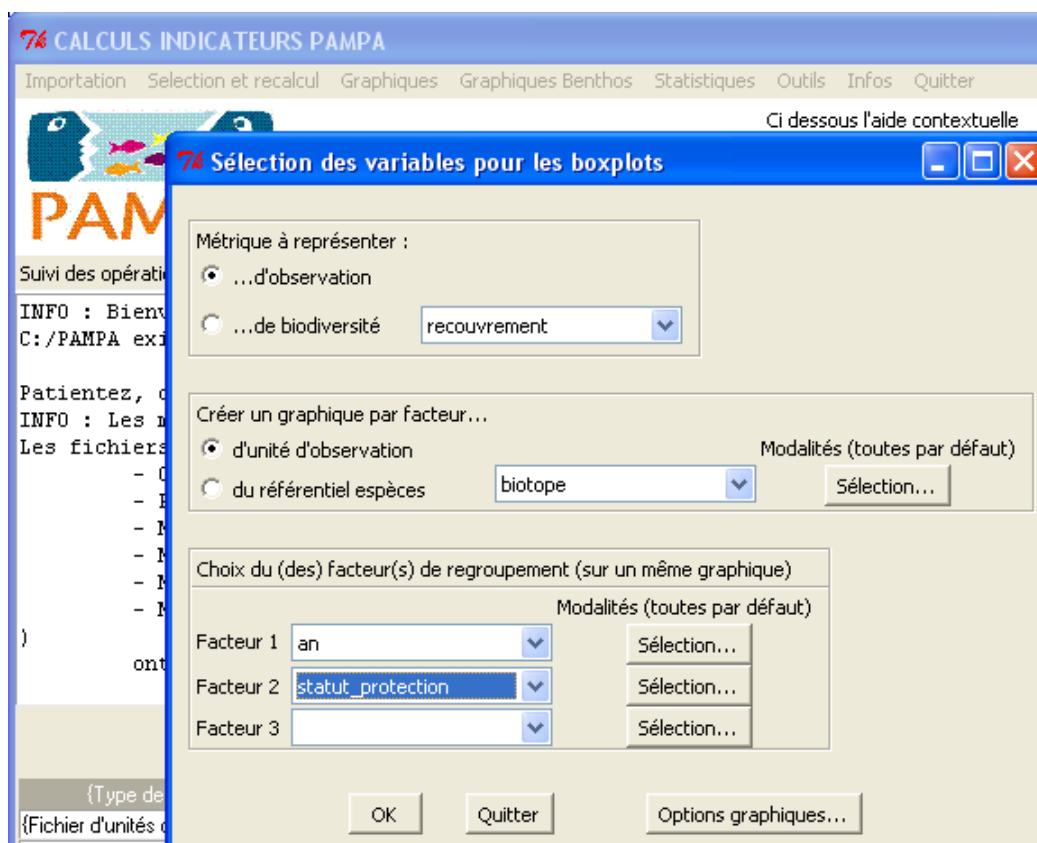 CALCULS INDICATEURS PAMPA
Importation Selection et recalcul Graphiques Graphiques Benthos Statistiques Outils Infos Quitter
Ci dessous l'aide contextuelle
Sélection des variables pour les boxplots
Métrique à représenter :
...d'observation
...de biodiversité recouvrement
Suivi des
INFO :
C:/PAMPA
Patientez,
INFO : Les
Les fichiers
-
-
-
-
-
-
)
ont
Créer un graphique par facteur...
d'unité d'observation Modalités (toutes par défaut)
du référentiel espèces biotope Sélection...
Choix du (des) facteur(s) de regroupement (sur un même graphique)
Modalités (toutes par défaut)
Facteur 1 an Sélection...
Facteur 2 statut_protection Sélection...
Facteur 3 Sélection...
{Type de
{Fichier d'unités
OK Quitter Options graphiques...